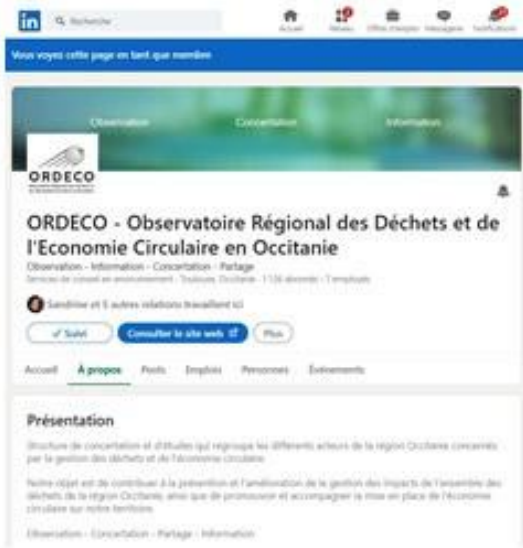 in Recherche
Accueil Réseau Offres d'emploi Messagerie Notifications
Vous voyez cette page en tant que membre
Observation Concertation Information
ORDECO
ORDECO - Observatoire Régional des Déchets et de
l'Economie Circulaire en Occitanie
Observation - Information - Concertation - Partage
Services de conseil en environnement · Toulouse, Occitanie · abonnés · 7 employés
Sandrine et 5 autres relations travaillent ici
✓ Suivi Consulter le site web Plus
Accueil À propos Posts Emplois Personnes Événements
Présentation
Structure de concertation et d'études qui regroupe les différents acteurs de la région Occitanie concernés
par la gestion des déchets et de l'économie circulaire.
Notre objet est de contribuer à la prévention et l'amélioration de la gestion des impacts de l'ensemble des
déchets de la région Occitanie, ainsi que de promouvoir et accompagner la mise en place de l'économie
circulaire sur notre territoire.
Observation - Concertation - Partage - Information